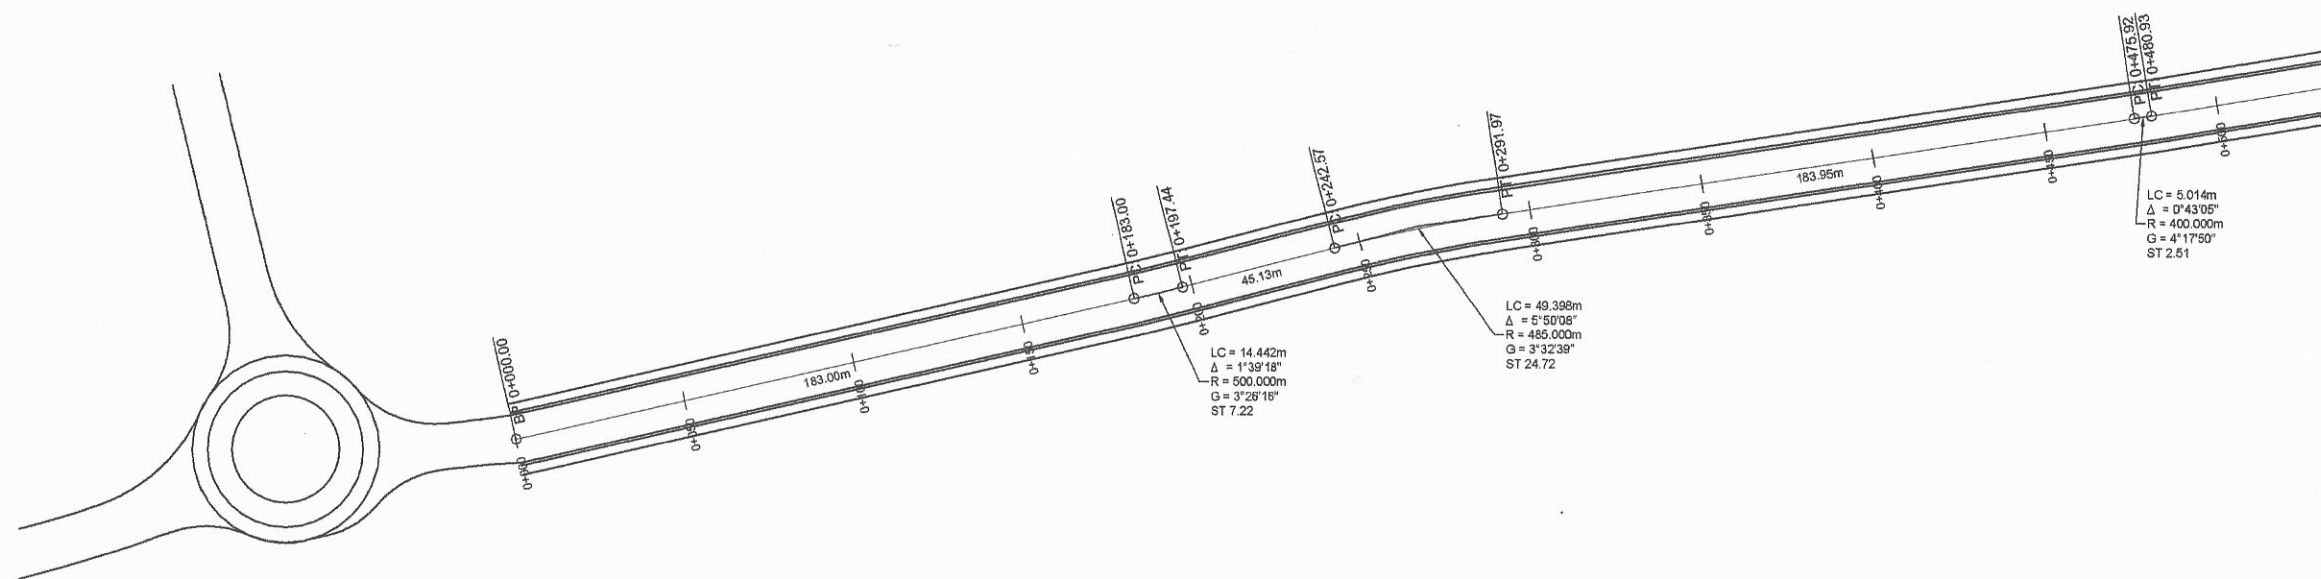 BP: 0+000.00
183.00m
PC: 0+183.00
PT: 0+197.44
45.13m
PC: 0+242.57
PT: 0+291.97
183.95m
PC: 0+475.92
PT: 0+480.93
0+000
0+050
0+100
0+150
0+200
0+250
0+300
0+350
0+400
0+450
0+500
LC = 14.442m
Δ = 1°39'18"
R = 500.000m
G = 3°26'16"
ST 7.22
LC = 49.398m
Δ = 5°50'08"
R = 485.000m
G = 3°32'39"
ST 24.72
LC = 5.014m
Δ = 0°43'05"
R = 400.000m
G = 4°17'50"
ST 2.51